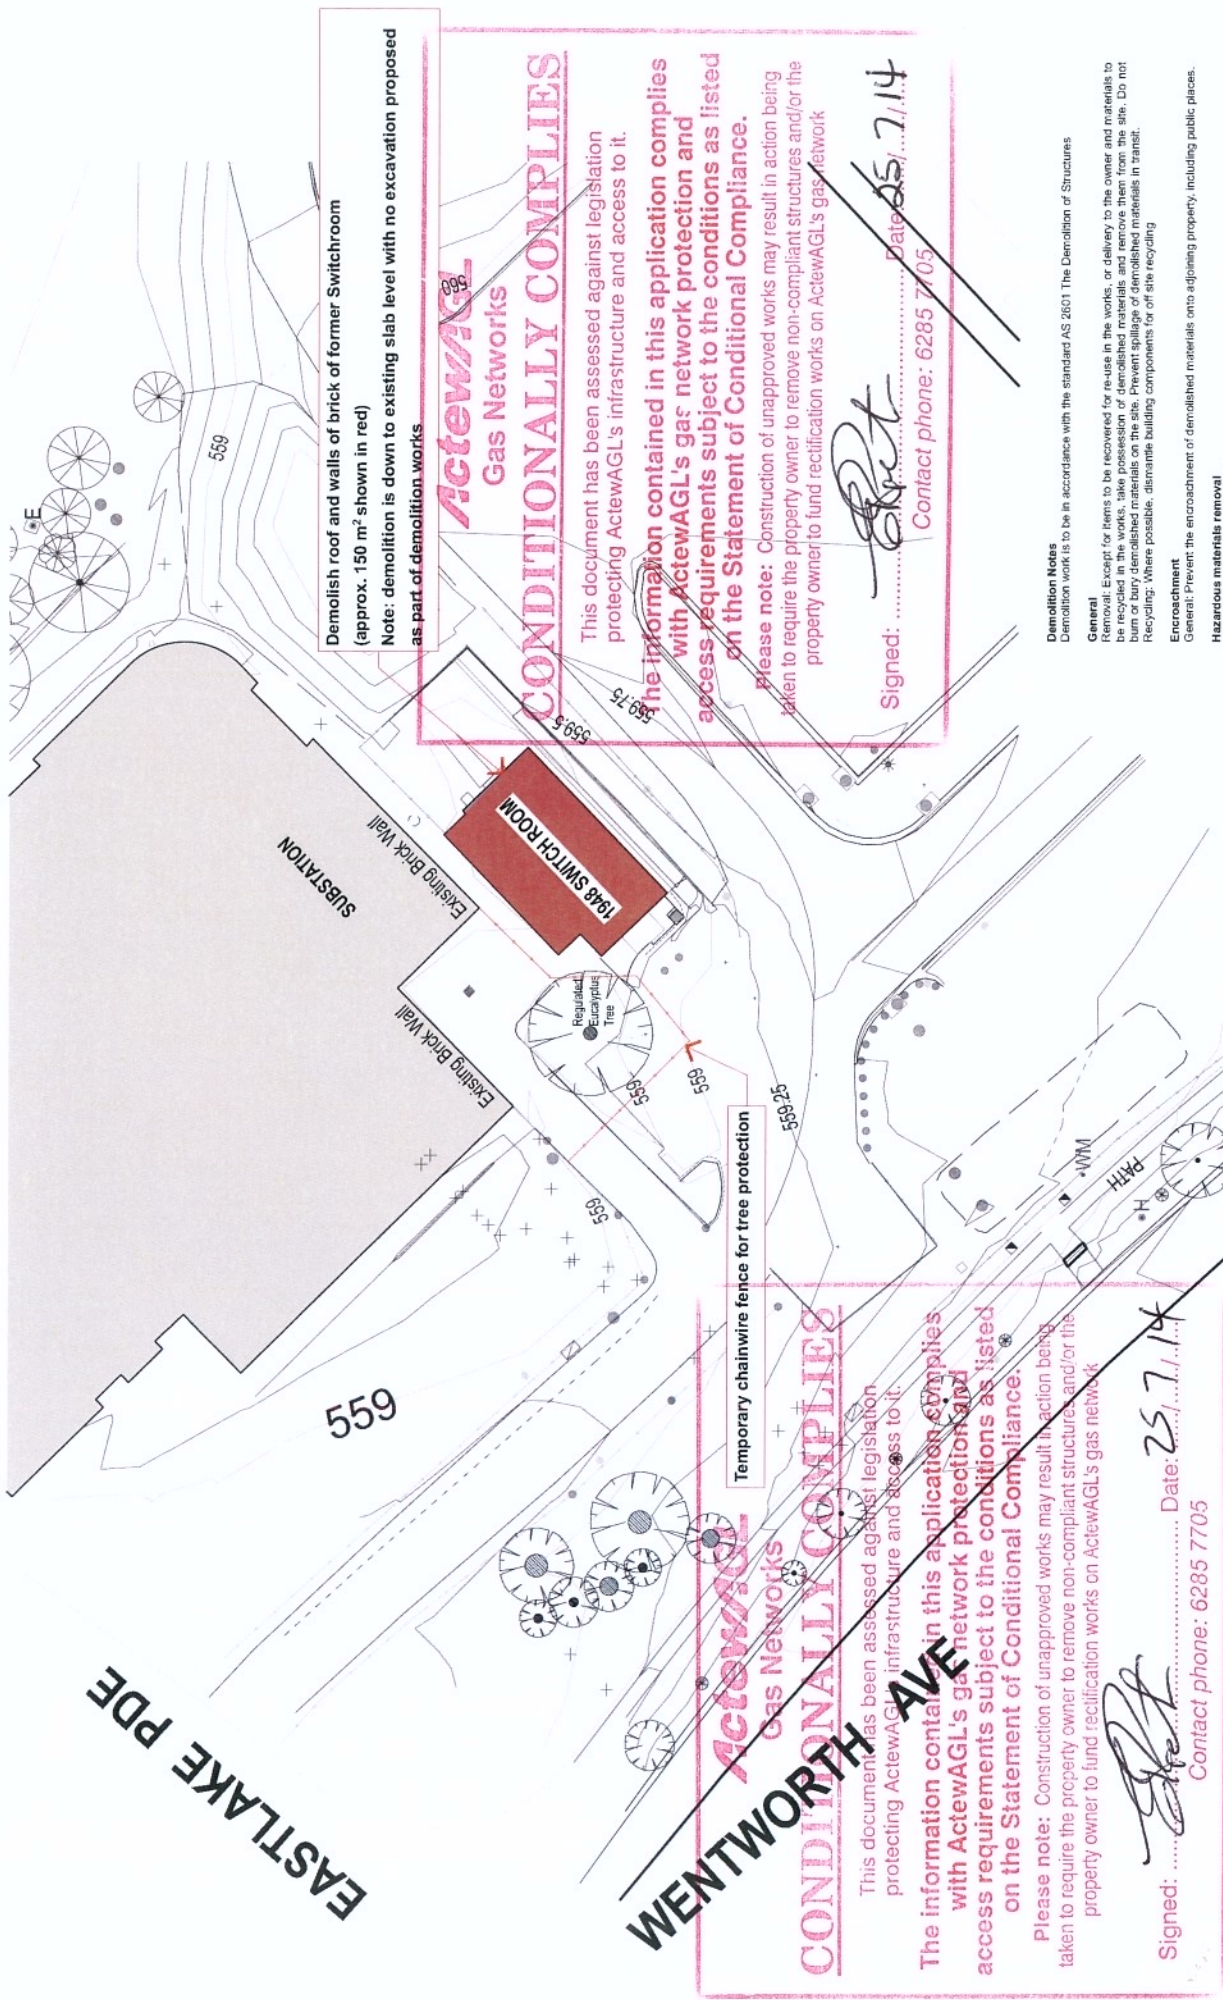 Demolish roof and walls of brick of former Switchroom
(approx. 150 m² shown in red)
Note: demolition is down to existing slab level with no excavation proposed
as part of demolition works
ActewAGL
Gas Networks
CONDITIONALLY COMPLIES
This document has been assessed against legislation
protecting ActewAGL's infrastructure and access to it.
The information contained in this application complies
with ActewAGL's gas network protection and
access requirements subject to the conditions as listed
on the Statement of Conditional Compliance.
Please note: Construction of unapproved works may result in action being
taken to require the property owner to remove non-compliant structures and/or the
property owner to fund rectification works on ActewAGL's gas network
Signed: Date: 25/7/14
Contact phone: 6285 7705
E
559
560
SUBSTATION
Existing Brick Wall
Existing Brick Wall
1948 SWITCH ROOM
559.5
559.75
Regulated
Eucalyptus
Tree
559
559
559.25
559
559
Temporary chainwire fence for tree protection
WM
PATH
H
EASTLAKE PDE
WENTWORTH AVE
ActewAGL
Gas Networks
CONDITIONALLY COMPLIES
This document has been assessed against legislation
protecting ActewAGL's infrastructure and access to it.
The information contained in this application complies
with ActewAGL's gas network protection and
access requirements subject to the conditions as listed
on the Statement of Conditional Compliance.
Please note: Construction of unapproved works may result in action being
taken to require the property owner to remove non-compliant structures and/or the
property owner to fund rectification works on ActewAGL's gas network
Signed: Date: 25/7/14
Contact phone: 6285 7705
Demolition Notes
Demolition work is to be in accordance with the standard AS 2601 The Demolition of Structures
General
Removal: Except for items to be recovered for re-use in the works, or delivery to the owner and materials to
be recycled in the works, take possession of demolished materials and remove them from the site. Do not
burn or bury demolished materials on the site. Prevent spillage of demolished materials in transit.
Recycling: Where possible, dismantle building components for off site recycling
Encroachment
General: Prevent the encroachment of demolished materials onto adjoining property, including public places.
Hazardous materials removal